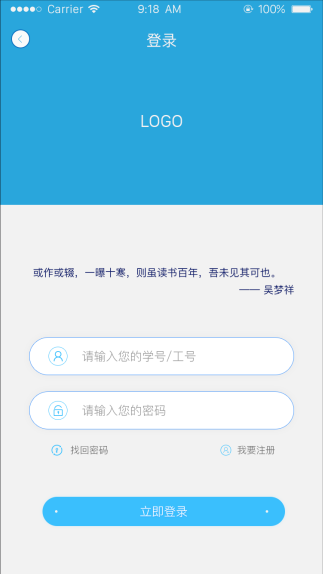 Carrier 9:18 AM 100%
登录
LOGO
或作或辍，一曝十寒，则虽读书百年，吾未见其可也。
—— 吴梦祥
请输入您的学号/工号
请输入您的密码
找回密码 我要注册
立即登录